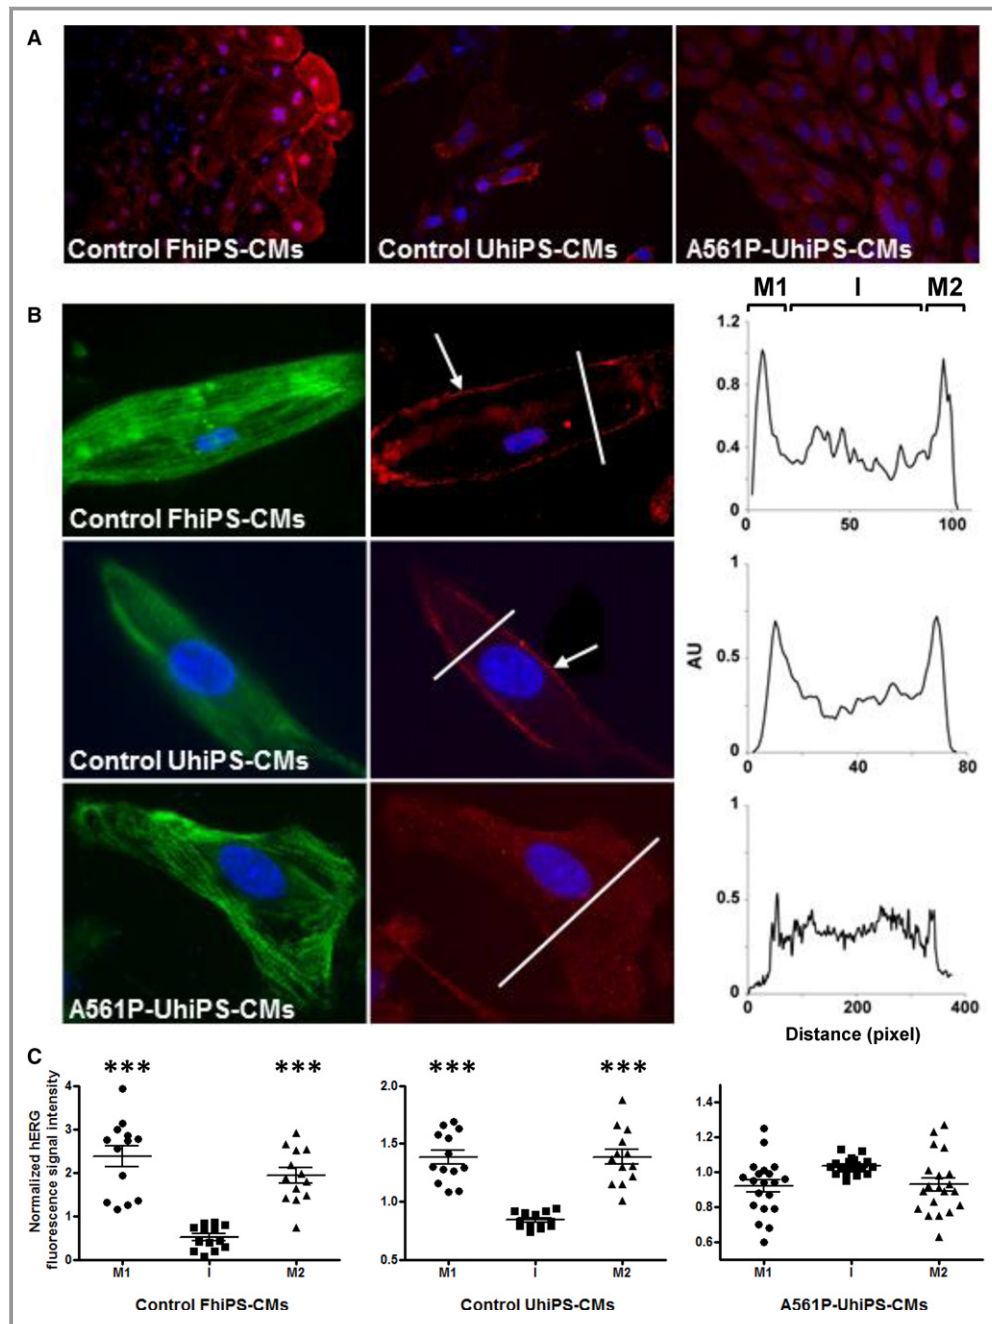 A
Control FhiPS-CMs
Control UhiPS-CMs
A561P-UhiPS-CMs
B
M1
I
M2
Control FhiPS-CMs
1.2
0.8
0.4
0
0
50
100
Control UhiPS-CMs
AU
1
0.5
0
0
40
80
A561P-UhiPS-CMs
1
0.5
0
0
200
400
Distance (pixel)
C
Normalized hERG
fluorescence signal intensity
***
***
4
3
2
1
0
M1
I
M2
Control FhiPS-CMs
***
***
2.0
1.5
1.0
0.5
M1
I
M2
Control UhiPS-CMs
1.4
1.2
1.0
0.8
0.6
M1
I
M2
A561P-UhiPS-CMs